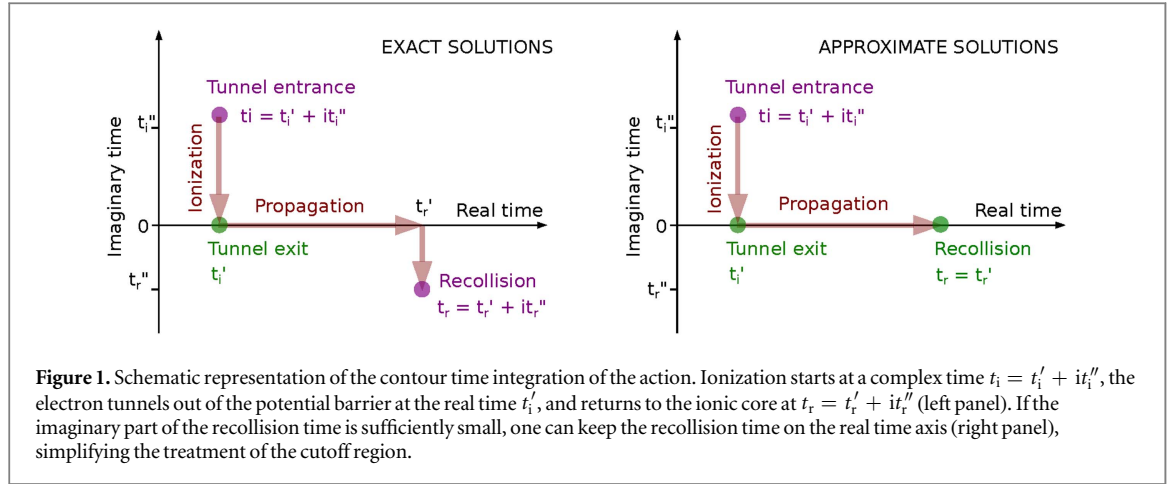 EXACT SOLUTIONS
Tunnel entrance
ti = tᵢ' + itᵢ"
tᵢ"
Imaginary time
Ionization
Propagation
tᵣ'
Real time
0
Tunnel exit
tᵢ'
tᵣ"
Recollision
tᵣ = tᵣ' + itᵣ"
APPROXIMATE SOLUTIONS
Tunnel entrance
ti = tᵢ' + itᵢ"
tᵢ"
Imaginary time
Ionization
Propagation
Real time
0
Tunnel exit
tᵢ'
Recollision
tᵣ = tᵣ'
tᵣ"
Figure 1. Schematic representation of the contour time integration of the action. Ionization starts at a complex time tᵢ = tᵢ′ + itᵢ″, the
electron tunnels out of the potential barrier at the real time tᵢ′, and returns to the ionic core at tᵣ = tᵣ′ + itᵣ″ (left panel). If the
imaginary part of the recollision time is sufficiently small, one can keep the recollision time on the real time axis (right panel),
simplifying the treatment of the cutoff region.